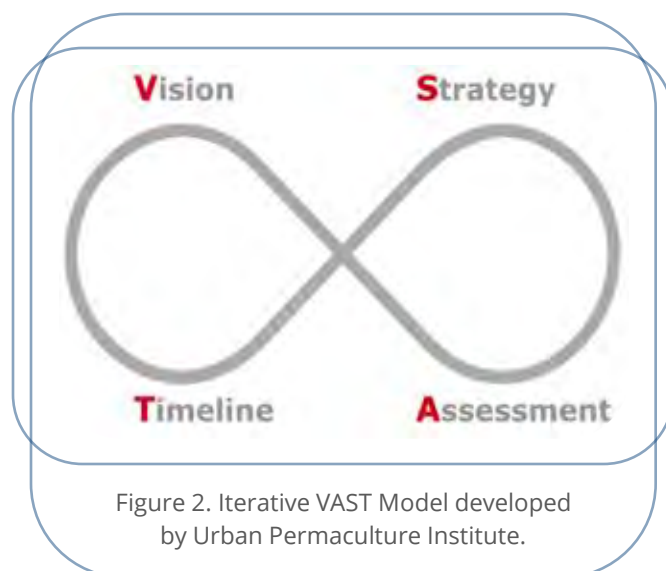 Vision Strategy
Timeline Assessment
Figure 2. Iterative VAST Model developed
by Urban Permaculture Institute.